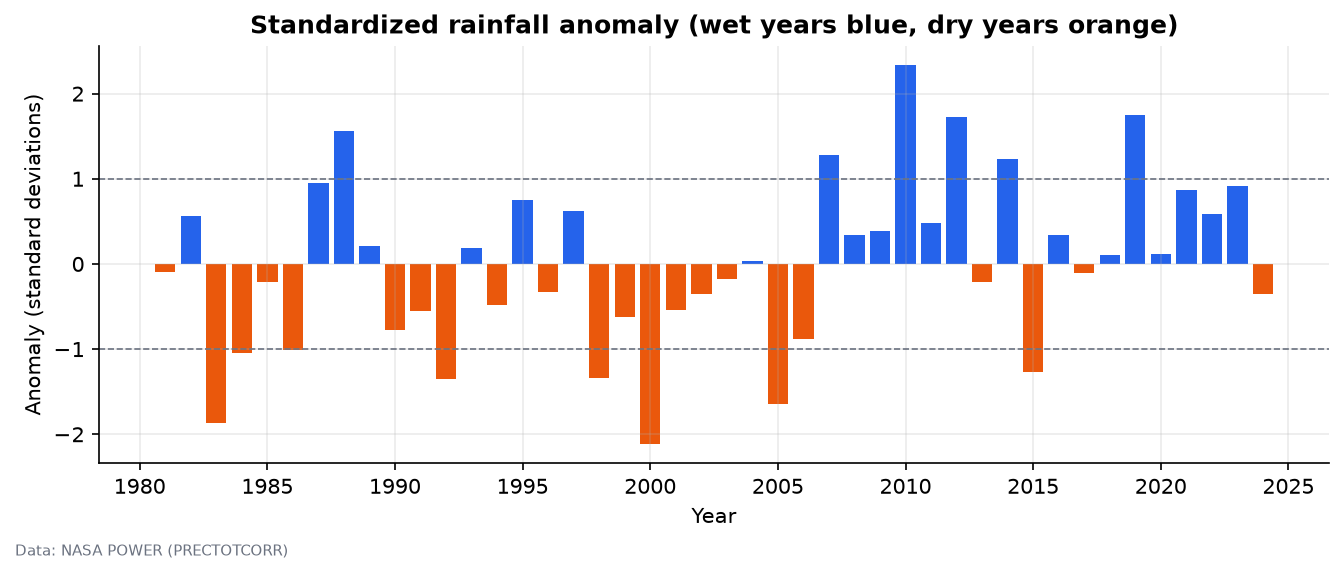 Standardized rainfall anomaly (wet years blue, dry years orange)
Anomaly (standard deviations)
2
1
0
−1
−2
1980 1985 1990 1995 2000 2005 2010 2015 2020 2025
Year
Data: NASA POWER (PRECTOTCORR)